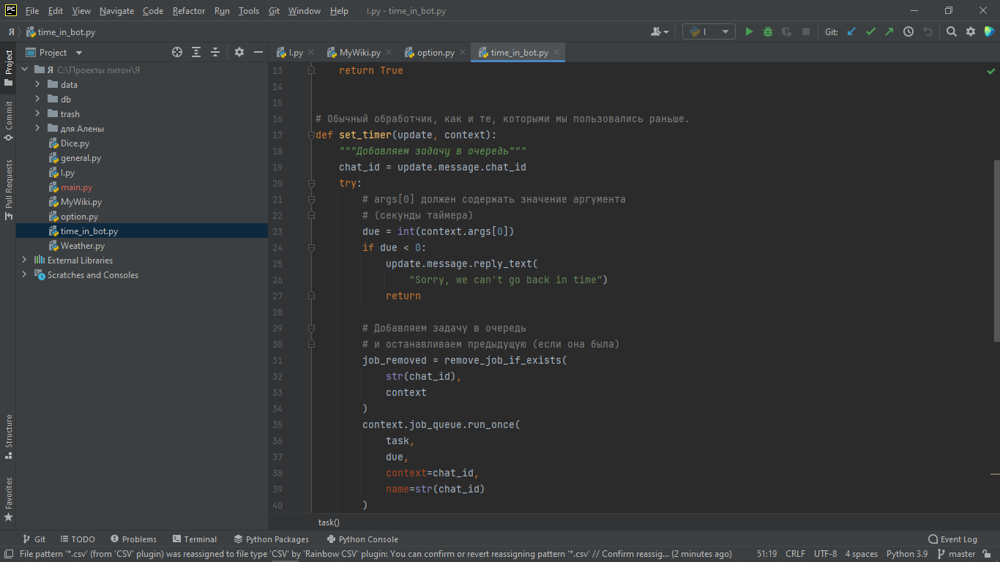 PC File Edit View Navigate Code Refactor Run Tools Git Window Help l.py - time_in_bot.py
Я time_in_bot.py l Git:
Project
l.py MyWiki.py option.py time_in_bot.py
Project
Commit
Pull Requests
Structure
Favorites
Я C:\Проекты питон\Я
data
db
trash
для Алены
Dice.py
general.py
l.py
main.py
MyWiki.py
option.py
time_in_bot.py
Weather.py
External Libraries
Scratches and Consoles
13 return True
14
15
16 # Обычный обработчик, как и те, которыми мы пользовались раньше.
17 def set_timer(update, context):
18 """Добавляем задачу в очередь"""
19 chat_id = update.message.chat_id
20 try:
21 # args[0] должен содержать значение аргумента
22 # (секунды таймера)
23 due = int(context.args[0])
24 if due < 0:
25 update.message.reply_text(
26 "Sorry, we can't go back in time")
27 return
28
29 # Добавляем задачу в очередь
30 # и останавливаем предыдущую (если она была)
31 job_removed = remove_job_if_exists(
32 str(chat_id),
33 context
34 )
35 context.job_queue.run_once(
36 task,
37 due,
38 context=chat_id,
39 name=str(chat_id)
40 )
task()
Git TODO Problems Terminal Python Packages Python Console Event Log
File pattern '*.csv' (from 'CSV' plugin) was reassigned to file type 'CSV' by 'Rainbow CSV' plugin: You can confirm or revert reassigning pattern '*.csv' // Confirm reassig... (2 minutes ago) 51:19 CRLF UTF-8 4 spaces Python 3.9 master